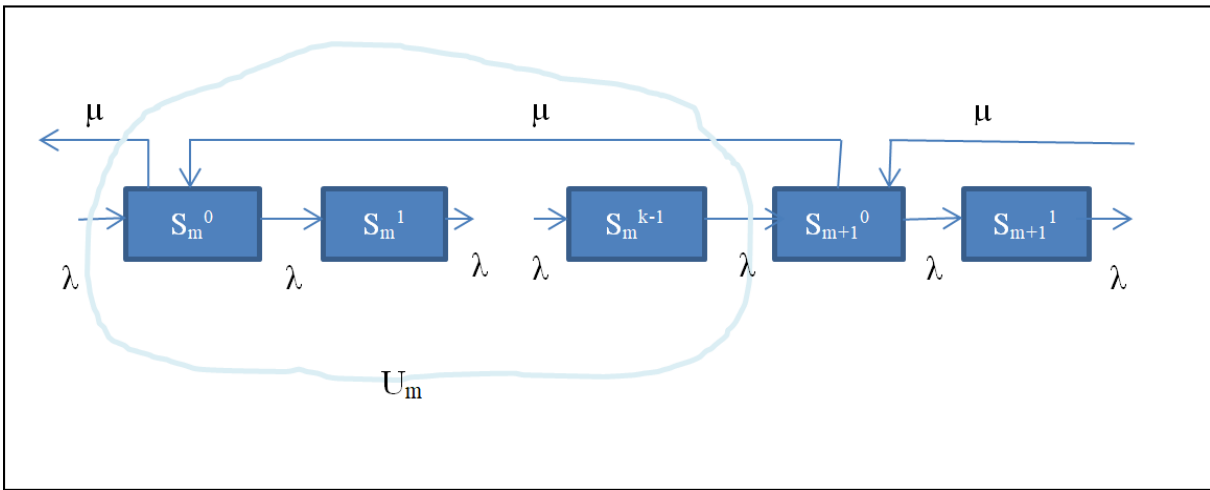 μ μ μ
S_m^0 S_m^1 S_m^{k-1} S_{m+1}^0 S_{m+1}^1
λ λ λ λ λ λ λ
U_m